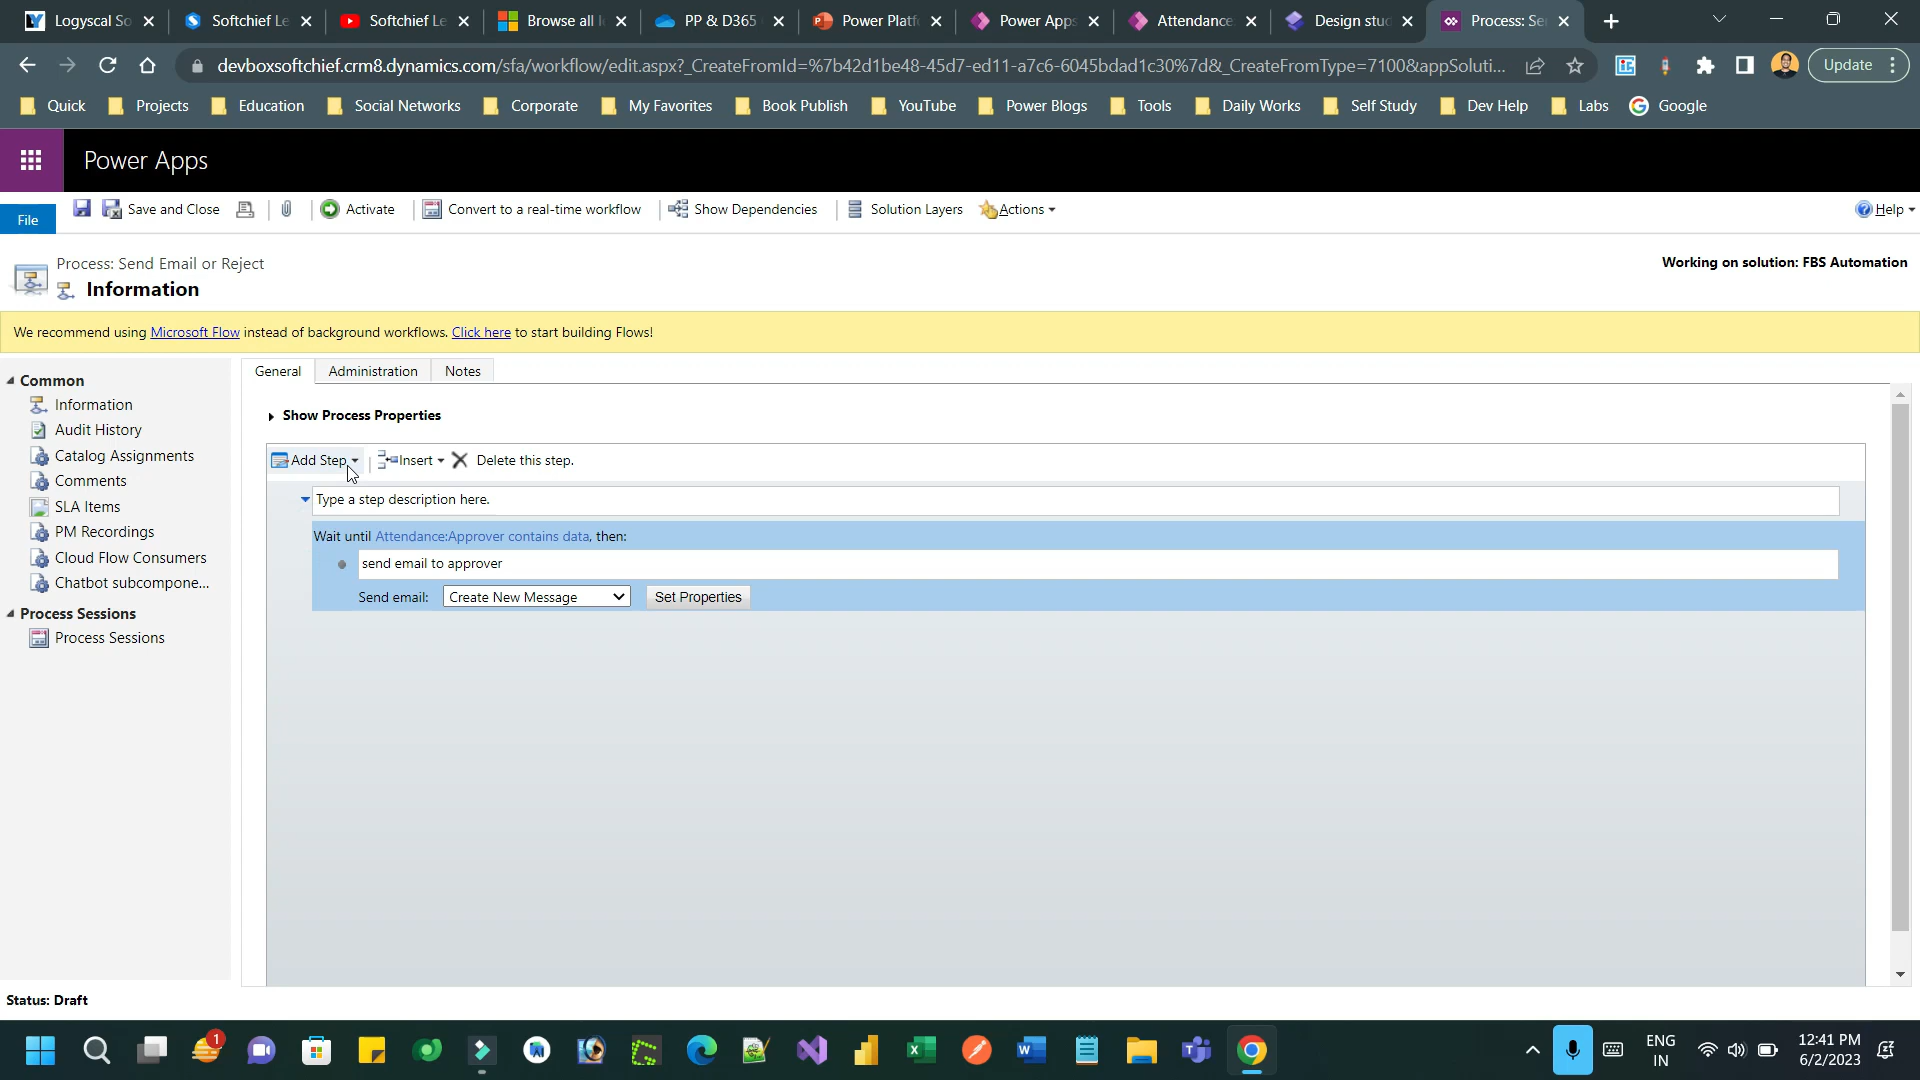 Logyscal So
Softchief Le
Softchief Le
Browse all
PP & D365
Power Platf
Power Apps
Attendance
Design stud
Process: Se
devboxsoftchief.crm8.dynamics.com/sfa/workflow/edit.aspx?_CreateFromId=%7b42d1be48-45d7-ed11-a7c6-6045bdad1c30%7d&_CreateFromType=7100&appSoluti...
Update
Quick
Projects
Education
Social Networks
Corporate
My Favorites
Book Publish
YouTube
Power Blogs
Tools
Daily Works
Self Study
Dev Help
Labs
Google
Power Apps
File
Save and Close
Activate
Convert to a real-time workflow
Show Dependencies
Solution Layers
Actions
Help
Process: Send Email or Reject
Information
Working on solution: FBS Automation
We recommend using Microsoft Flow instead of background workflows. Click here to start building Flows!
Common
Information
Audit History
Catalog Assignments
Comments
SLA Items
PM Recordings
Cloud Flow Consumers
Chatbot subcompone...
Process Sessions
Process Sessions
General
Administration
Notes
Show Process Properties
Add Step
Insert
Delete this step.
Type a step description here.
Wait until Attendance:Approver contains data, then:
send email to approver
Send email:
Create New Message
Set Properties
Status: Draft
1
ENG
IN
12:41 PM
6/2/2023